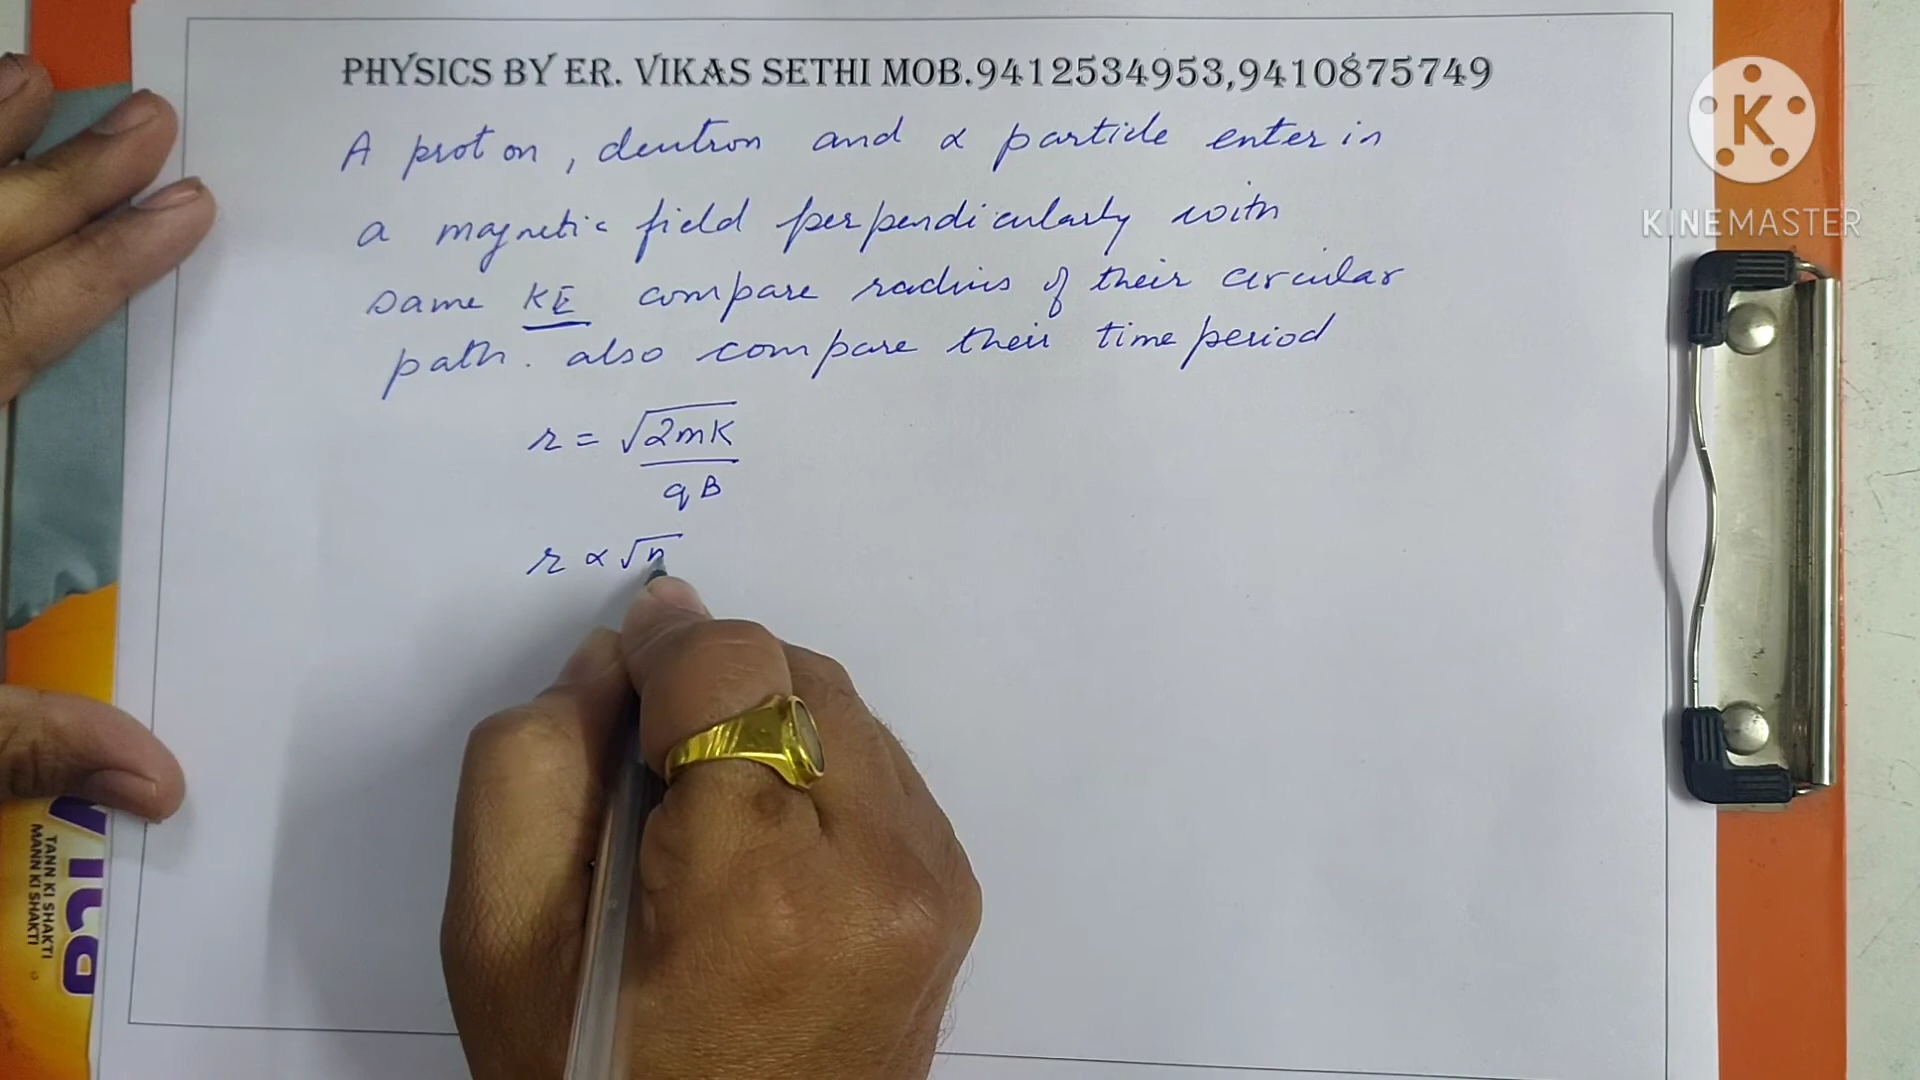 PHYSICS BY ER. VIKAS SETHI MOB.9412534953,9410875749
A proton, deutron and α particle enter in
a magnetic field perpendicularly with
same KE compare radius of their circular
path. also compare their time period
r = √2mK
qB
r ∝ √
K
KINEMASTER
TANN KI SHAKTI
MANN KI SHAKTI